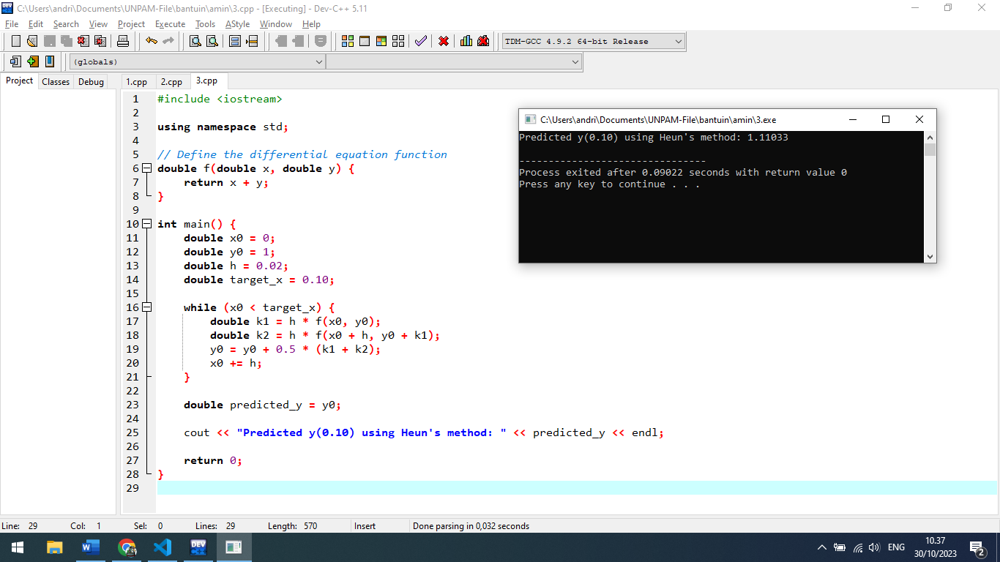 C:\Users\andri\Documents\UNPAM-File\bantuin\amin\3.cpp - [Executing] - Dev-C++ 5.11
File Edit Search View Project Execute Tools AStyle Window Help
TDM-GCC 4.9.2 64-bit Release
(globals)
Project Classes Debug
1.cpp 2.cpp 3.cpp
1 #include <iostream>
2
3 using namespace std;
4
5 // Define the differential equation function
6 double f(double x, double y) {
7     return x + y;
8 }
9
10 int main() {
11     double x0 = 0;
12     double y0 = 1;
13     double h = 0.02;
14     double target_x = 0.10;
15
16     while (x0 < target_x) {
17         double k1 = h * f(x0, y0);
18         double k2 = h * f(x0 + h, y0 + k1);
19         y0 = y0 + 0.5 * (k1 + k2);
20         x0 += h;
21     }
22
23     double predicted_y = y0;
24
25     cout << "Predicted y(0.10) using Heun's method: " << predicted_y << endl;
26
27     return 0;
28 }
29
C:\Users\andri\Documents\UNPAM-File\bantuin\amin\3.exe
Predicted y(0.10) using Heun's method: 1.11033
--------------------------------
Process exited after 0.09022 seconds with return value 0
Press any key to continue . . .
Line: 29 Col: 1 Sel: 0 Lines: 29 Length: 570 Insert Done parsing in 0,032 seconds
DEV
ENG
10.37
30/10/2023
2